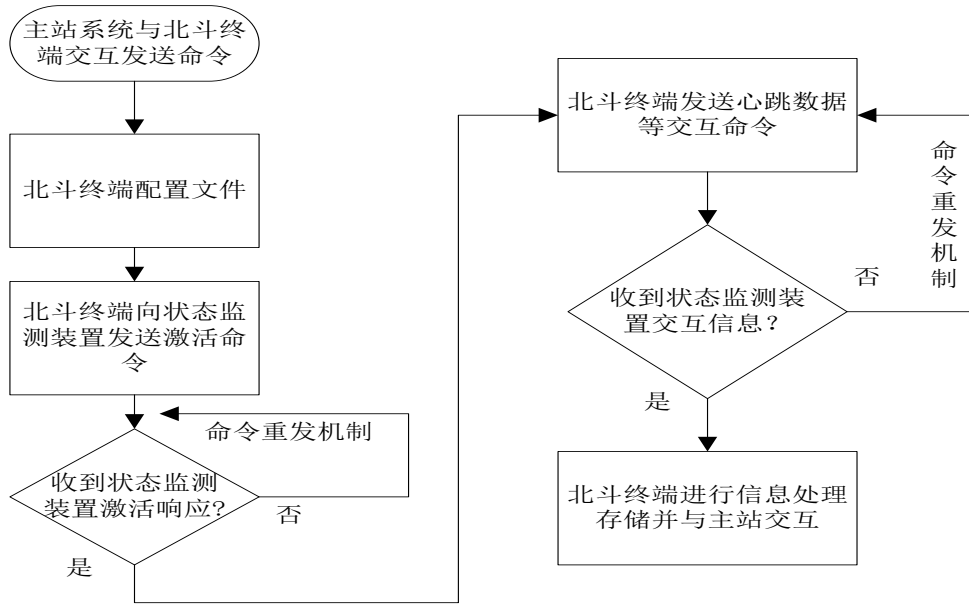 主站系统与北斗终
端交互发送命令
北斗终端配置文件
北斗终端向状态监
测装置发送激活命
令
命令重发机制
收到状态监测
装置激活响应?
否
是
北斗终端发送心跳数据
等交互命令
命令重发机制
收到状态监测装
置交互信息?
否
是
北斗终端进行信息处理
存储并与主站交互